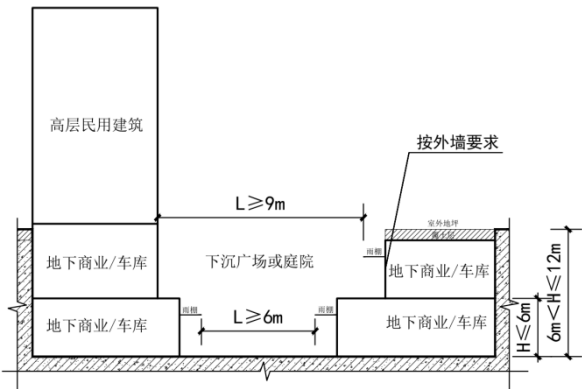 高层民用建筑
按外墙要求
L≥9m
室外地坪
覆土层
雨棚
地下商业/车库
下沉广场或庭院
地下商业/车库
雨棚
雨棚
地下商业/车库
L≥6m
地下商业/车库
H≤6m
6m<H≤12m